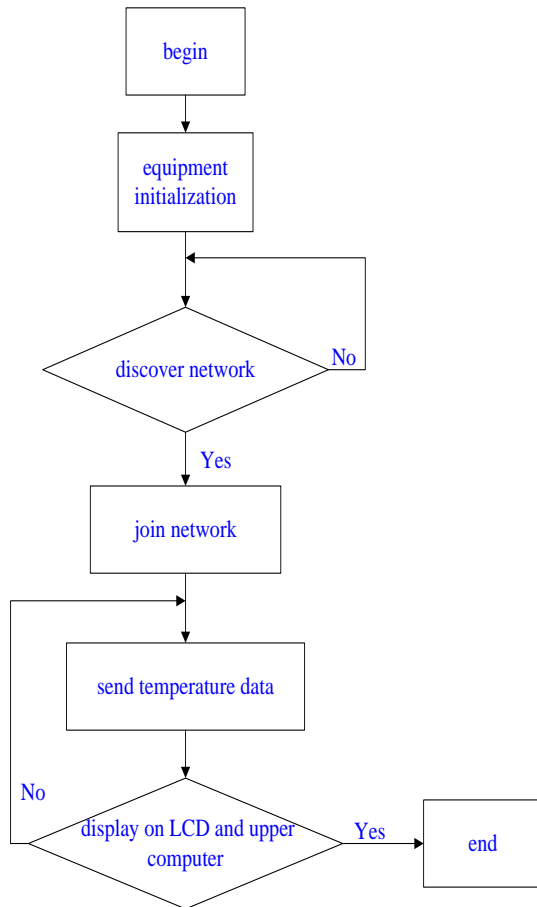 begin
equipment
initialization
discover network
No
Yes
join network
send temperature data
No
display on LCD and upper
computer
Yes
end